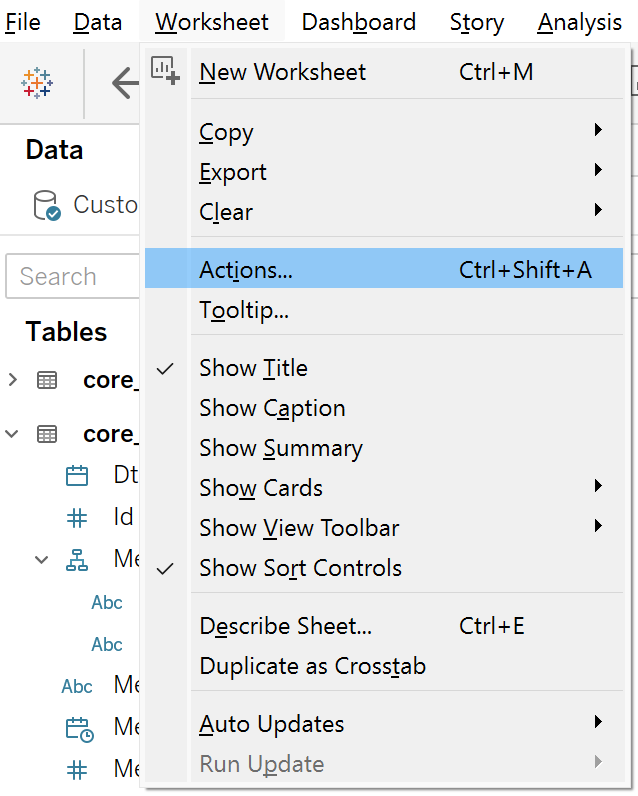 File Data Worksheet Dashboard Story Analysis
New Worksheet Ctrl+M
Data
Copy
Custo
Export
Clear
Search
Actions... Ctrl+Shift+A
Tooltip...
Tables
Show Title
core_
Show Caption
core_
Show Summary
Dt
Show Cards
Id
Show View Toolbar
Me
Show Sort Controls
Abc
Describe Sheet... Ctrl+E
Abc
Duplicate as Crosstab
Abc Me
Auto Updates
Me
Run Update
Me